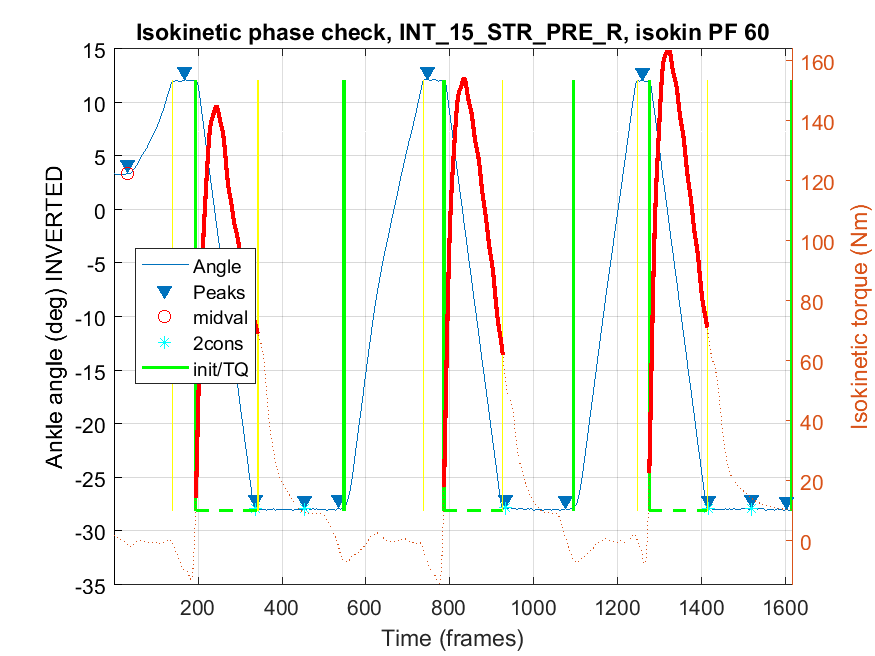 Isokinetic phase check, INT_15_STR_PRE_R, isokin PF 60
15
10
5
0
-5
-10
-15
-20
-25
-30
-35
Ankle angle (deg) INVERTED
Angle
Peaks
midval
2cons
init/TQ
160
140
120
100
80
60
40
20
0
Isokinetic torque (Nm)
200 400 600 800 1000 1200 1400 1600
Time (frames)